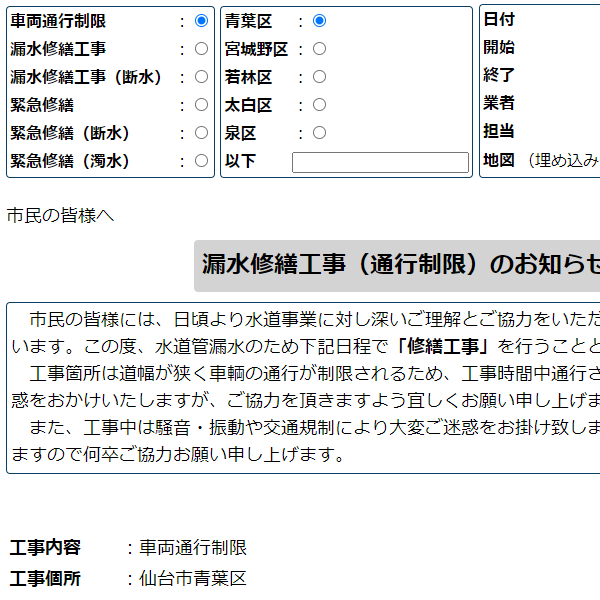 車両通行制限 :
漏水修繕工事 :
漏水修繕工事（断水） :
緊急修繕 :
緊急修繕（断水） :
緊急修繕（濁水） :
青葉区 :
宮城野区 :
若林区 :
太白区 :
泉区 :
以下
日付
開始
終了
業者
担当
地図 （埋め込み
市民の皆様へ
漏水修繕工事（通行制限）のお知らせ
市民の皆様には、日頃より水道事業に対し深いご理解とご協力をいただ
います。この度、水道管漏水のため下記日程で「修繕工事」を行うことと
工事箇所は道幅が狭く車輌の通行が制限されるため、工事時間中通行さ
惑をおかけいたしますが、ご協力を頂きますよう宜しくお願い申し上げま
また、工事中は騒音・振動や交通規制により大変ご迷惑をお掛け致しま
ますので何卒ご協力お願い申し上げます。
工事内容 : 車両通行制限
工事個所 : 仙台市青葉区